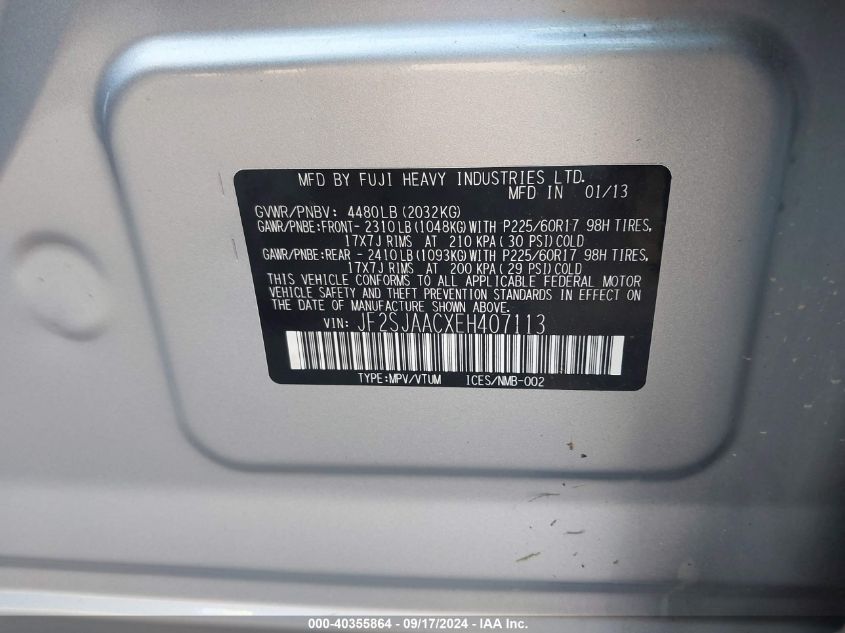 MFD BY FUJI HEAVY INDUSTRIES LTD.
MFD IN 01/13
GVWR/PNBV: 4480LB (2032KG)
GAWR/PNBE:FRONT- 2310LB (1048KG) WITH P225/60R17 98H TIRES,
17X7J RIMS AT 210 KPA ( 30 PSI) COLD
GAWR/PNBE:REAR - 2410LB (1093KG) WITH P225/60R17 98H TIRES,
17X7J RIMS AT 200 KPA ( 29 PSI) COLD
THIS VEHICLE CONFORMS TO ALL APPLICABLE FEDERAL MOTOR
VEHICLE SAFETY AND THEFT PREVENTION STANDARDS IN EFFECT ON
THE DATE OF MANUFACTURE SHOWN ABOVE.
VIN: JF2SJAACXEH407113
TYPE:MPV/VTUM ICES/NMB-002
000-40355864 - 09/17/2024 - IAA Inc.